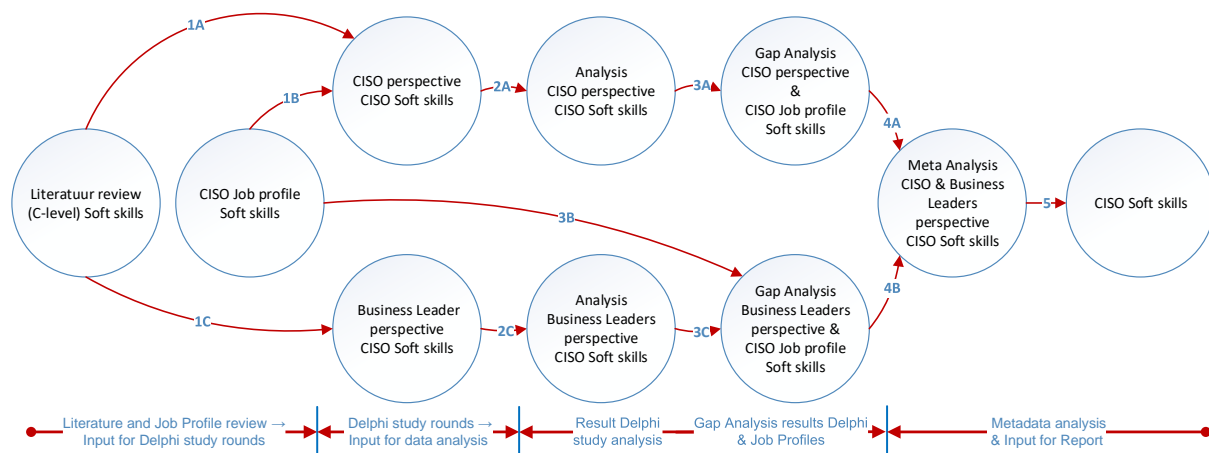 1A
1B
CISO perspective
CISO Soft skills
2A
Analysis
CISO perspective
CISO Soft skills
3A
Gap Analysis
CISO perspective
&
CISO Job profile
Soft skills
4A
Literatuur review
(C-level) Soft skills
CISO Job profile
Soft skills
3B
Meta Analysis
CISO & Business
Leaders
perspective
CISO Soft skills
5
CISO Soft skills
1C
Business Leader
perspective
CISO Soft skills
2C
Analysis
Business Leaders
perspective
CISO Soft skills
3C
Gap Analysis
Business Leaders
perspective &
CISO Job profile
Soft skills
4B
Literature and Job Profile review →
Input for Delphi study rounds
Delphi study rounds →
Input for data analysis
Result Delphi
study analysis
Gap Analysis results Delphi
& Job Profiles
Metadata analysis
& Input for Report